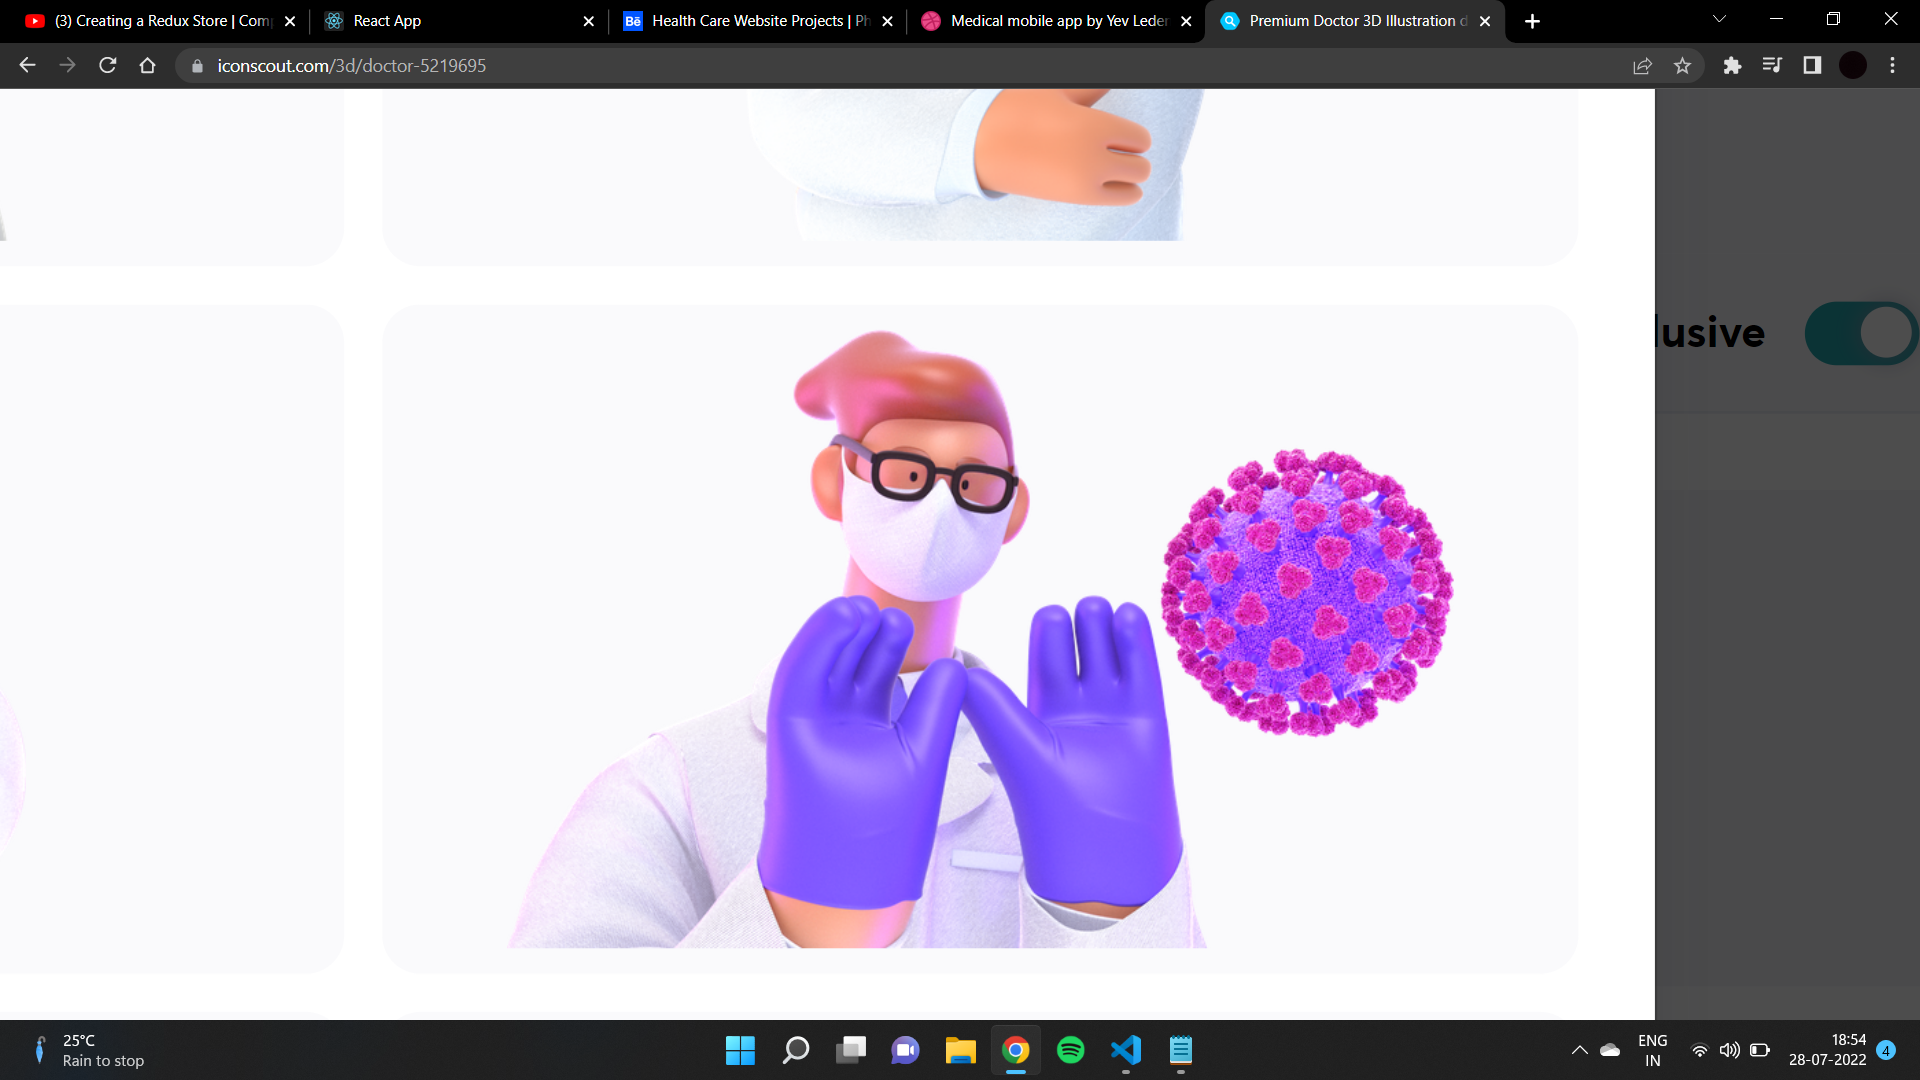 (3) Creating a Redux Store | Com
React App
Bē Health Care Website Projects | Ph
Medical mobile app by Yev Leder
Premium Doctor 3D Illustration d
iconscout.com/3d/doctor-5219695
lusive
25°C
Rain to stop
ENG
IN
18:54
28-07-2022
4